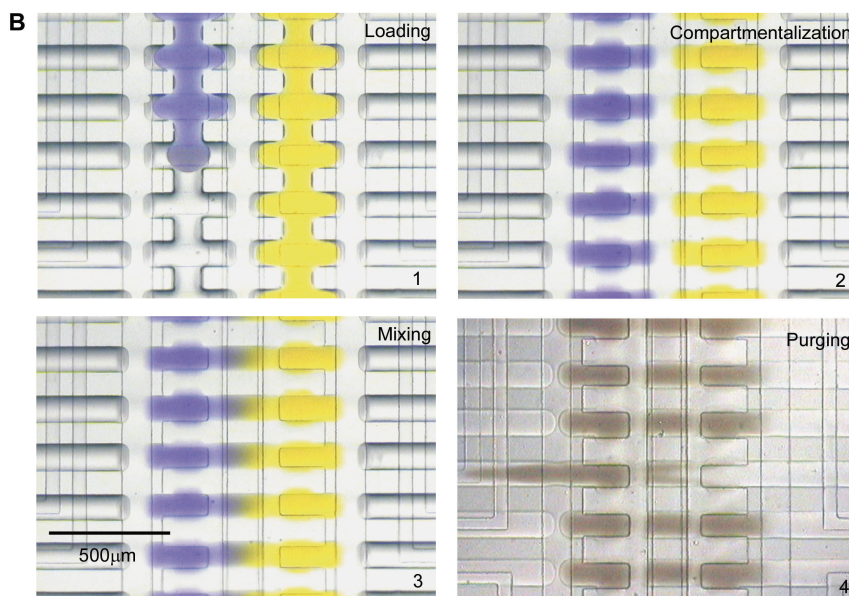 B
Loading
1
Compartmentalization
2
Mixing
500μm
3
Purging
4